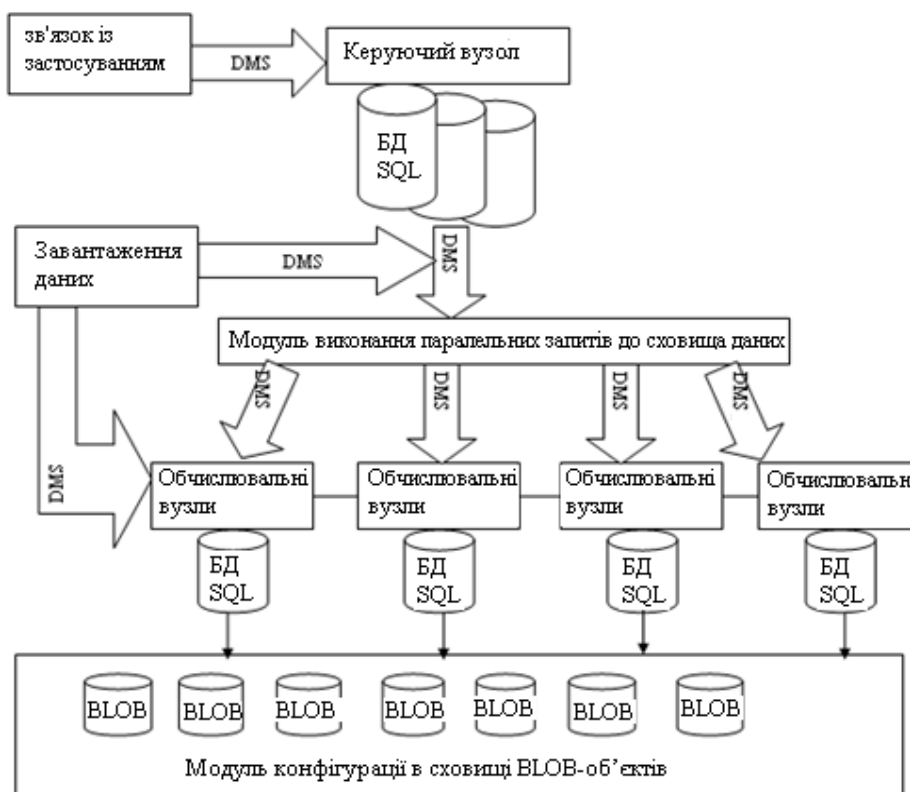 зв'язок із
застосуванням
DMS
Керуючий вузол
БД
SQL
Завантаження
даних
DMS
DMS
Модуль виконання паралельних запитів до сховища даних
DMS
DMS
DMS
DMS
DMS
Обчислювальні
вузли
Обчислювальні
вузли
Обчислювальні
вузли
Обчислювальні
вузли
БД
SQL
БД
SQL
БД
SQL
БД
SQL
BLOB
BLOB
BLOB
BLOB
BLOB
BLOB
BLOB
Модуль конфігурації в сховищі BLOB-об’єктів